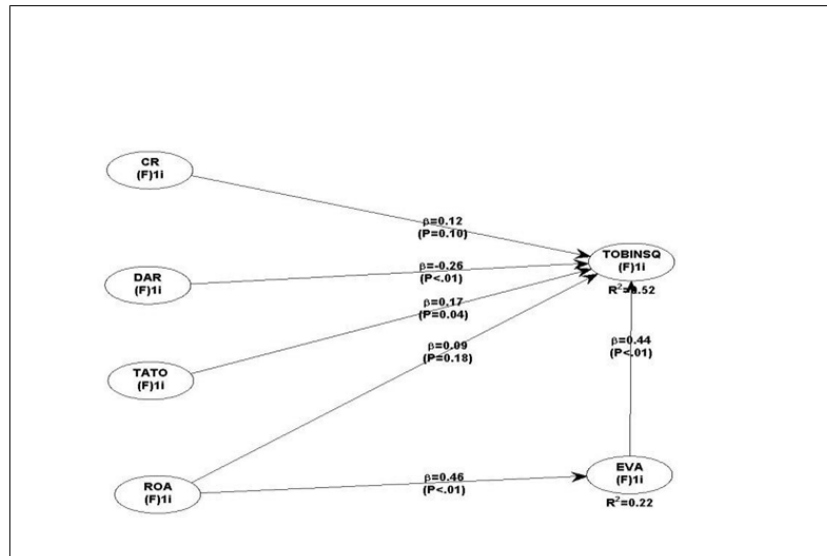 CR
(F)1i
β=0.12
(P=0.10)
TOBINSQ
(F)1i
R²=0.52
DAR
(F)1i
β=-0.26
(P<.01)
β=0.17
(P=0.04)
β=0.09
(P=0.18)
β=0.44
(P<.01)
TATO
(F)1i
ROA
(F)1i
β=0.46
(P<.01)
EVA
(F)1i
R²=0.22